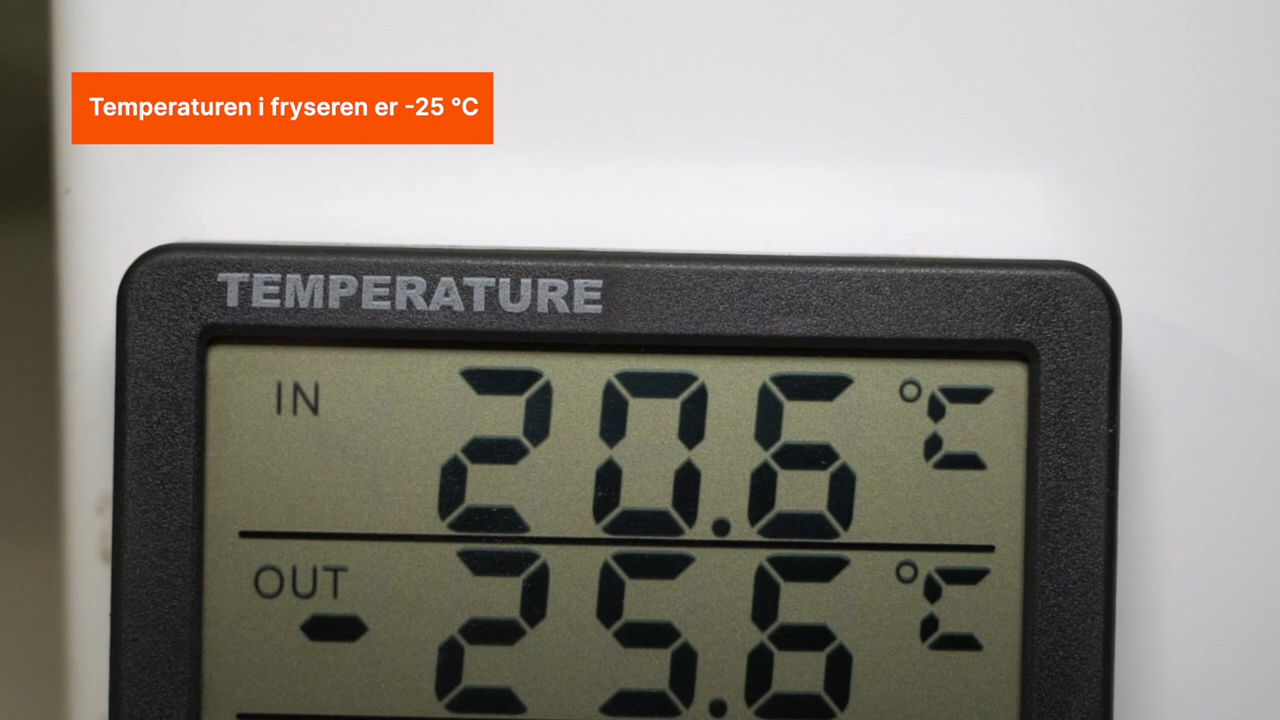 Temperaturen i fryseren er -25 °C
TEMPERATURE
IN 20.6 °C
OUT -25.6 °C